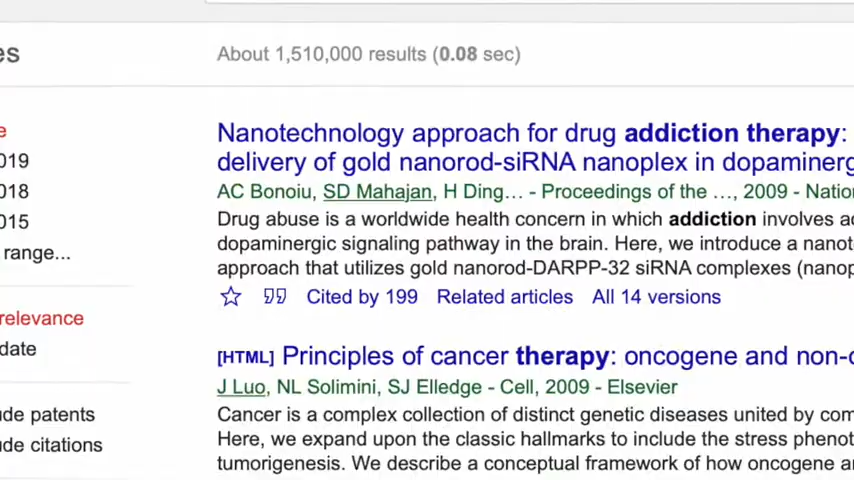 es
About 1,510,000 results (0.08 sec)
e
019
018
015
range...
relevance
date
ude patents
ude citations
Nanotechnology approach for drug addiction therapy:
delivery of gold nanorod-siRNA nanoplex in dopaminerg
AC Bonoiu, SD Mahajan, H Ding... - Proceedings of the ..., 2009 - Natio
Drug abuse is a worldwide health concern in which addiction involves a
dopaminergic signaling pathway in the brain. Here, we introduce a nanot
approach that utilizes gold nanorod-DARPP-32 siRNA complexes (nanop
Cited by 199 Related articles All 14 versions
[HTML] Principles of cancer therapy: oncogene and non-o
J Luo, NL Solimini, SJ Elledge - Cell, 2009 - Elsevier
Cancer is a complex collection of distinct genetic diseases united by com
Here, we expand upon the classic hallmarks to include the stress phenot
tumorigenesis. We describe a conceptual framework of how oncogene a